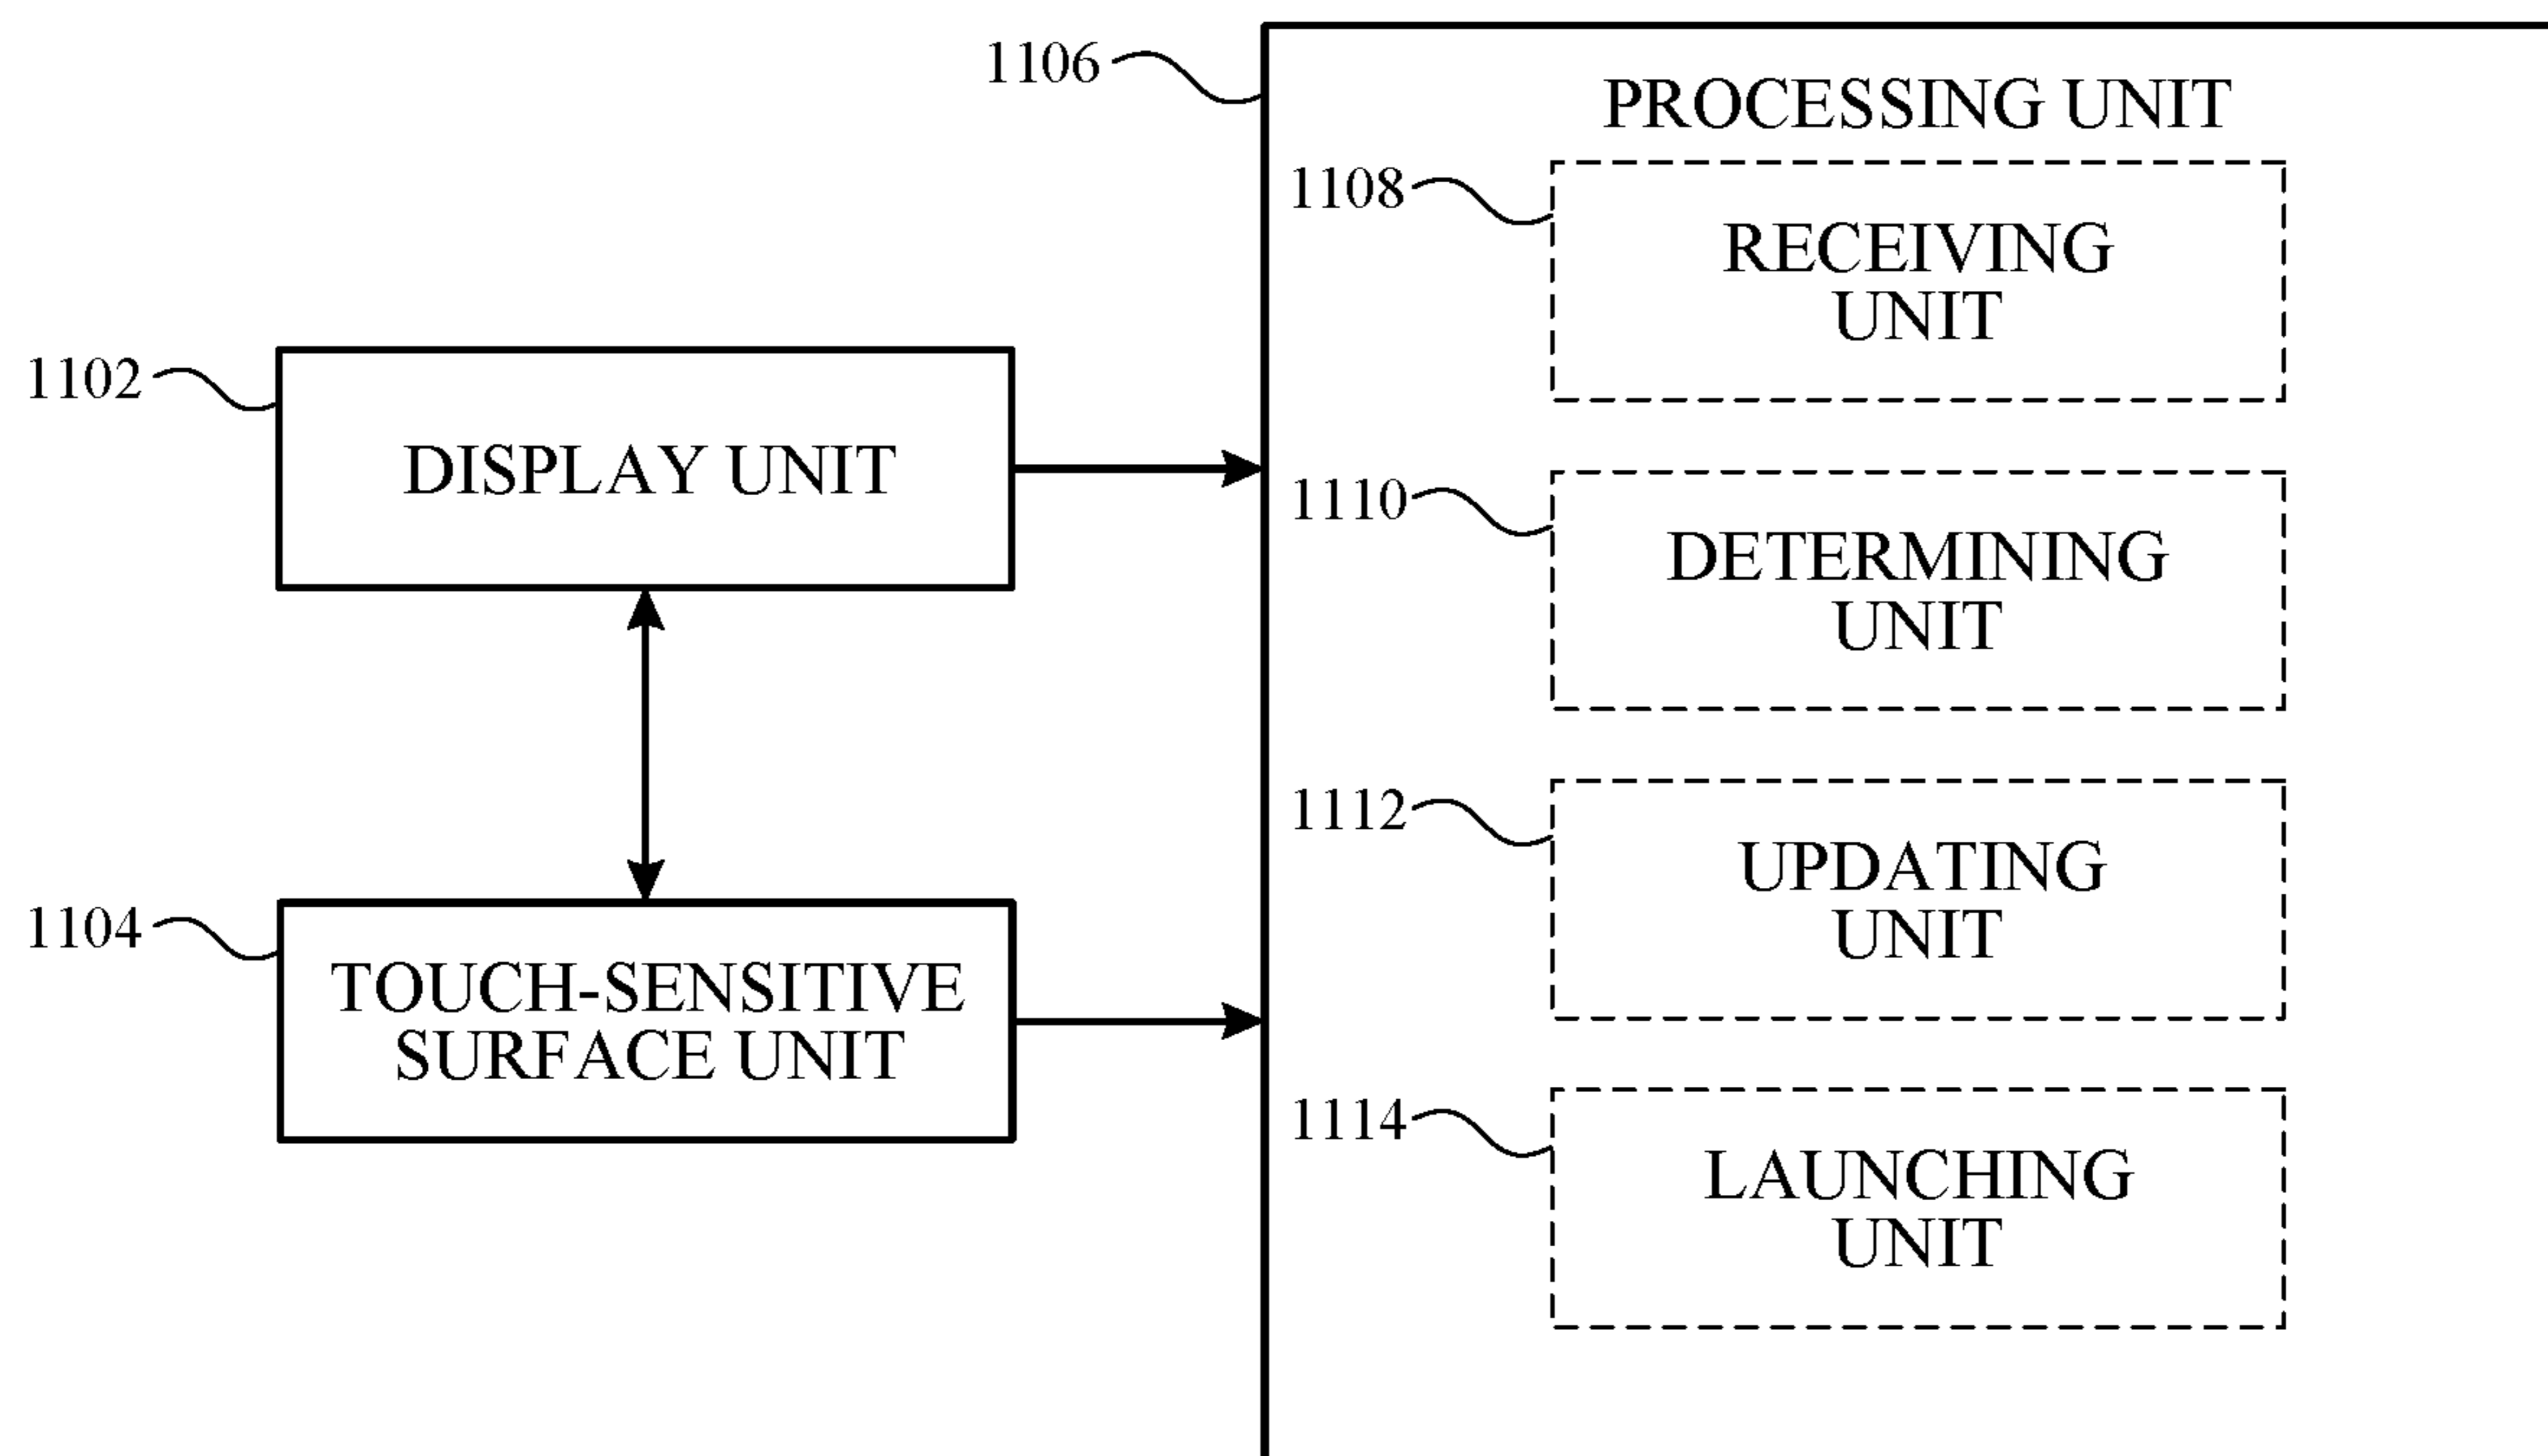 1106
PROCESSING UNIT
1108
RECEIVING
UNIT
1102
DISPLAY UNIT
1110
DETERMINING
UNIT
1112
UPDATING
UNIT
1104
TOUCH-SENSITIVE
SURFACE UNIT
1114
LAUNCHING
UNIT